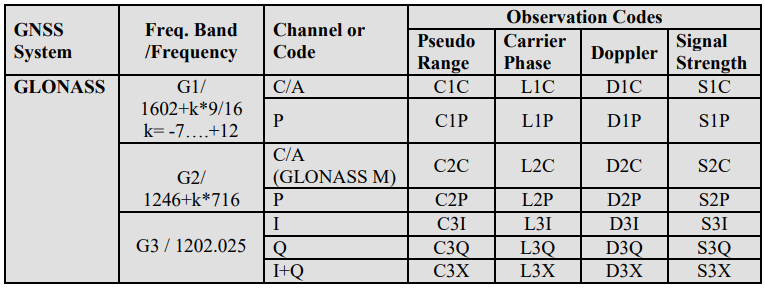 GNSS System | Freq. Band /Frequency | Channel or Code | Observation Codes
Pseudo Range | Carrier Phase | Doppler | Signal Strength
GLONASS | G1/ 1602+k*9/16 k= -7….+12 | C/A | C1C | L1C | D1C | S1C
P | C1P | L1P | D1P | S1P
G2/ 1246+k*716 | C/A (GLONASS M) | C2C | L2C | D2C | S2C
P | C2P | L2P | D2P | S2P
G3 / 1202.025 | I | C3I | L3I | D3I | S3I
Q | C3Q | L3Q | D3Q | S3Q
I+Q | C3X | L3X | D3X | S3X